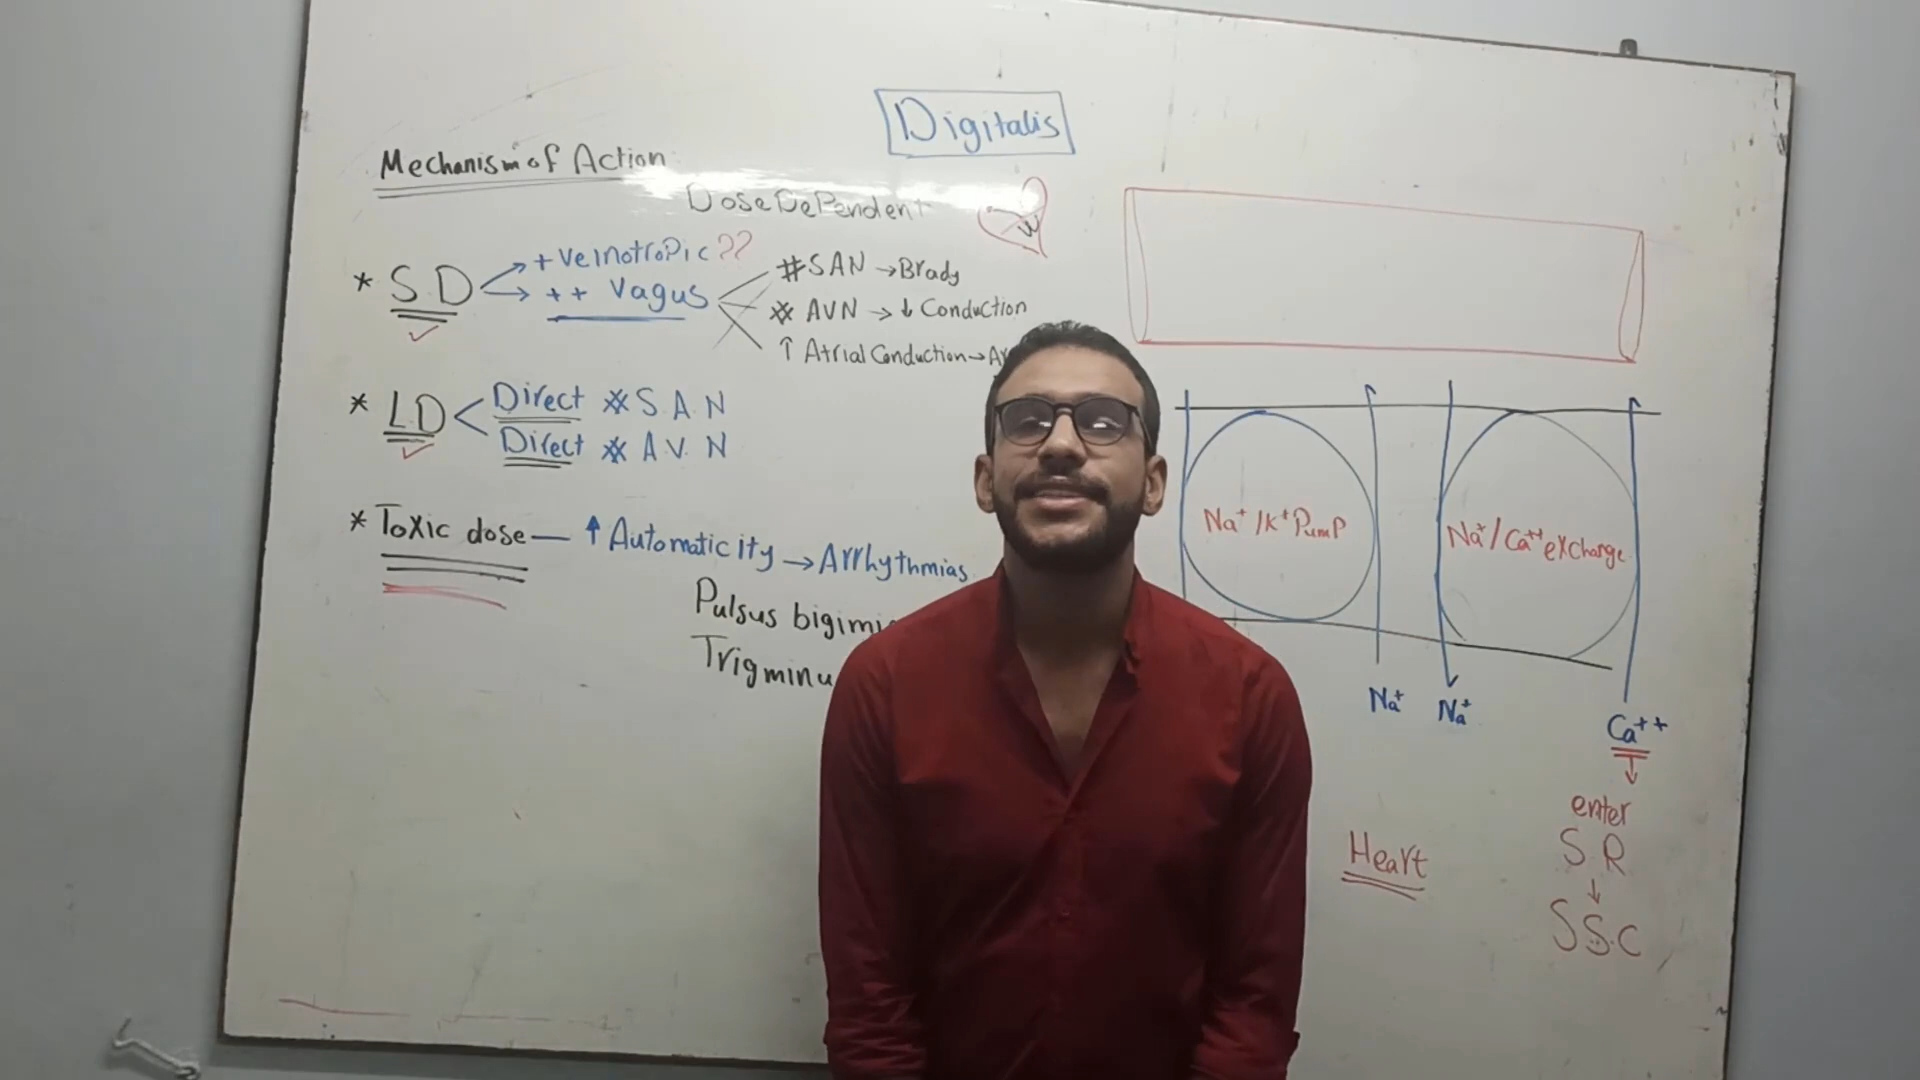 Digitalis
Mechanism of Action
Dose Dependent
* S.D
+ve Inotropic ??
++ Vagus
# SAN → Brady
# AVN → ↓ Conduction
↑ Atrial Conduction →
* L.D
Direct # S.A.N
Direct # A.V.N
* Toxic dose — ↑ Automaticity → Arrhythmias
Pulsus
Na+/K+ Pump
Na+/Ca++ exchange
Na+
Na+
Ca++
↓
enter
S R
↓
S S.C
Heart